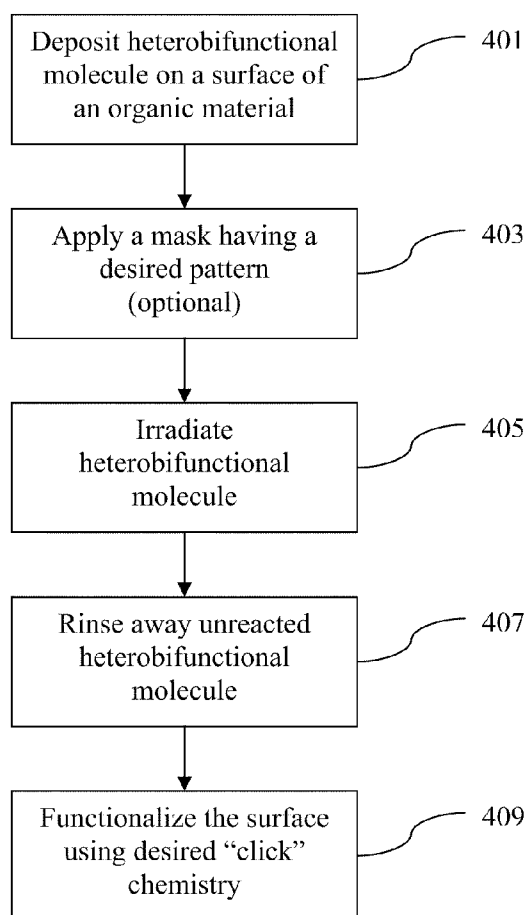 Deposit heterobifunctional
molecule on a surface of
an organic material
401
Apply a mask having a
desired pattern
(optional)
403
Irradiate
heterobifunctional
molecule
405
Rinse away unreacted
heterobifunctional
molecule
407
Functionalize the surface
using desired “click”
chemistry
409